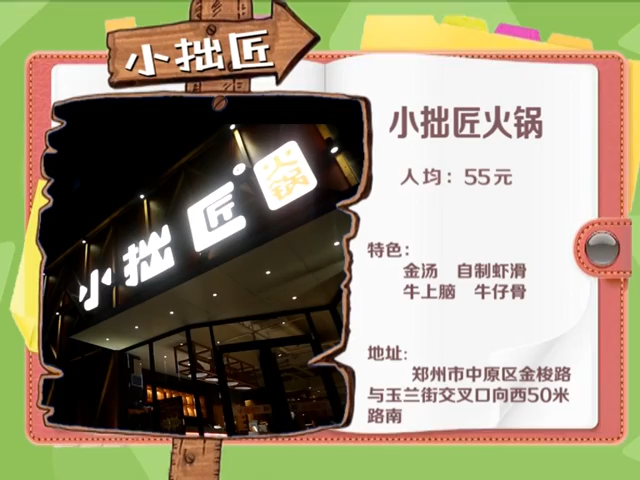 小拙匠
小拙匠火锅
小拙匠火锅
人均：55元
特色：
金汤 自制虾滑
牛上脑 牛仔骨
地址：
郑州市中原区金梭路
与玉兰街交叉口向西50米
路南